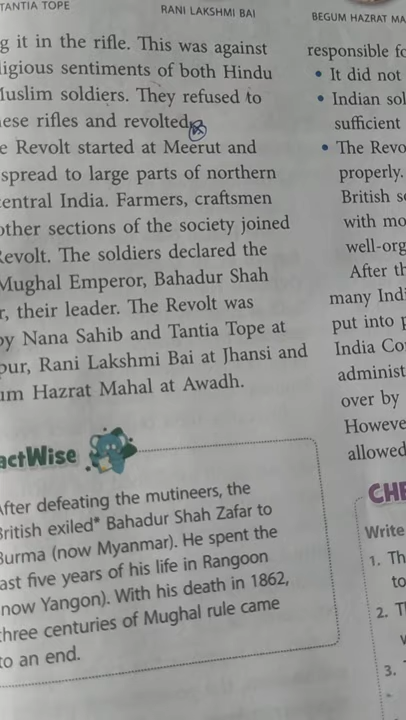 TANTIA TOPE
RANI LAKSHMI BAI
BEGUM HAZRAT MA
g it in the rifle. This was against
ligious sentiments of both Hindu
Muslim soldiers. They refused to
ese rifles and revolted.
e Revolt started at Meerut and
spread to large parts of northern
entral India. Farmers, craftsmen
other sections of the society joined
Revolt. The soldiers declared the
Mughal Emperor, Bahadur Shah
r, their leader. The Revolt was
by Nana Sahib and Tantia Tope at
pur, Rani Lakshmi Bai at Jhansi and
um Hazrat Mahal at Awadh.
actWise
After defeating the mutineers, the
British exiled* Bahadur Shah Zafar to
Burma (now Myanmar). He spent the
last five years of his life in Rangoon
(now Yangon). With his death in 1862,
three centuries of Mughal rule came
to an end.
responsible fo
• It did not
• Indian sol
sufficient
• The Revo
properly.
British so
with mo
well-org
After th
many Indi
put into p
India Co
administ
over by
Howeve
allowed
CHE
Write
1. Th
to
2. T
3.